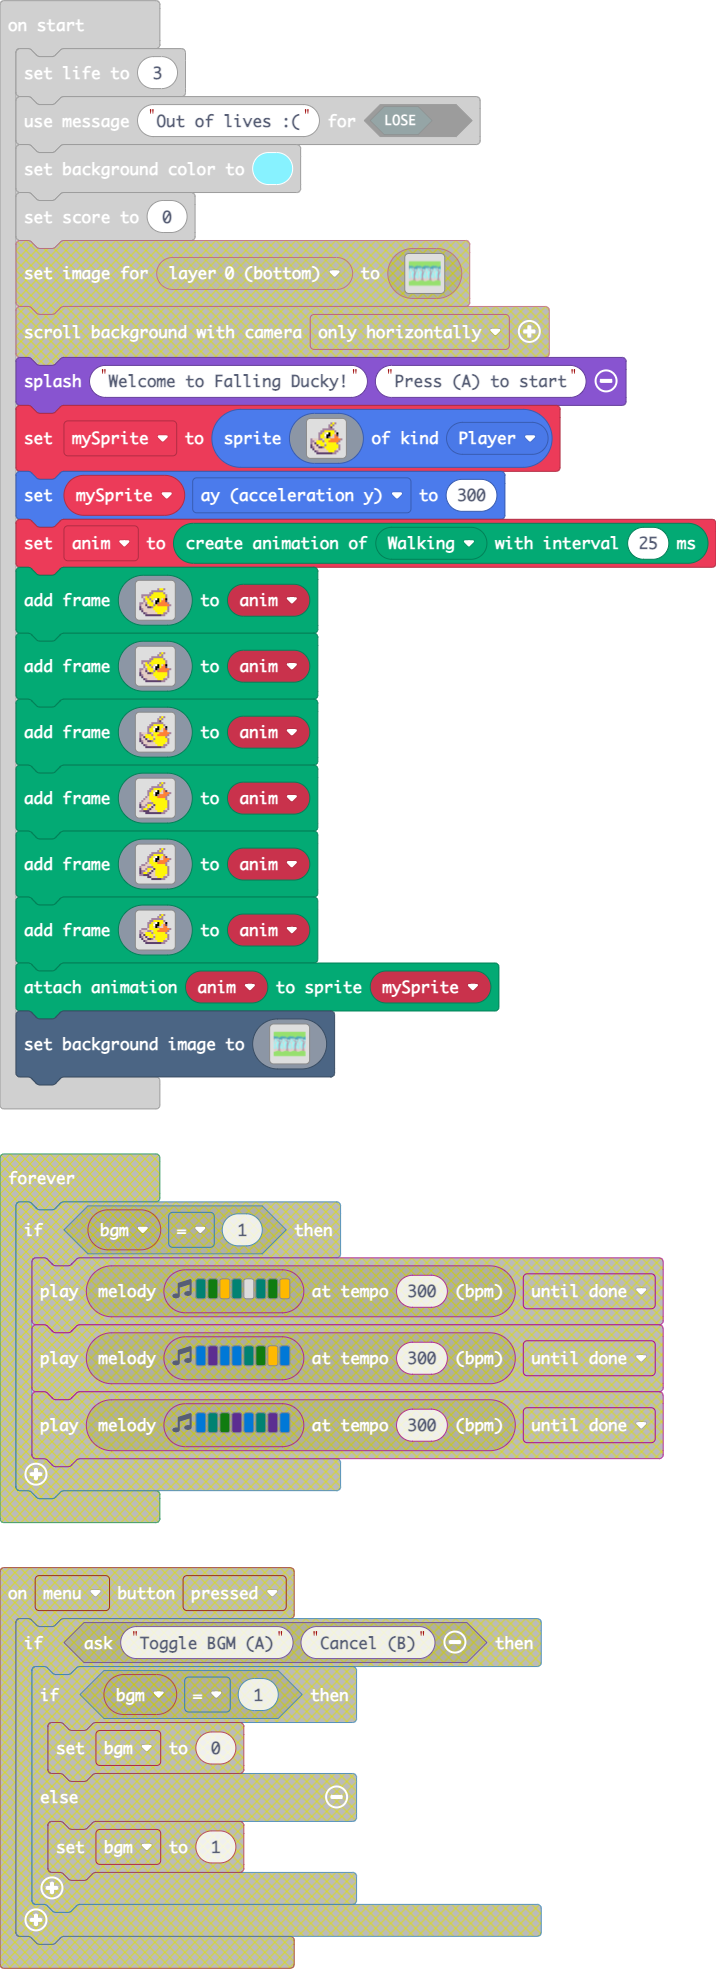 on start
set life to 3
use message "Out of lives :(" for LOSE
set background color to
set score to 0
set image for layer 0 (bottom) to
scroll background with camera only horizontally
splash "Welcome to Falling Ducky!" "Press (A) to start"
set mySprite to sprite of kind Player
set mySprite ay (acceleration y) to 300
set anim to create animation of Walking with interval 25 ms
add frame to anim
add frame to anim
add frame to anim
add frame to anim
add frame to anim
add frame to anim
attach animation anim to sprite mySprite
set background image to
forever
if bgm = 1 then
play melody at tempo 300 (bpm) until done
play melody at tempo 300 (bpm) until done
play melody at tempo 300 (bpm) until done
on menu button pressed
if ask "Toggle BGM (A)" "Cancel (B)" then
if bgm = 1 then
set bgm to 0
else
set bgm to 1